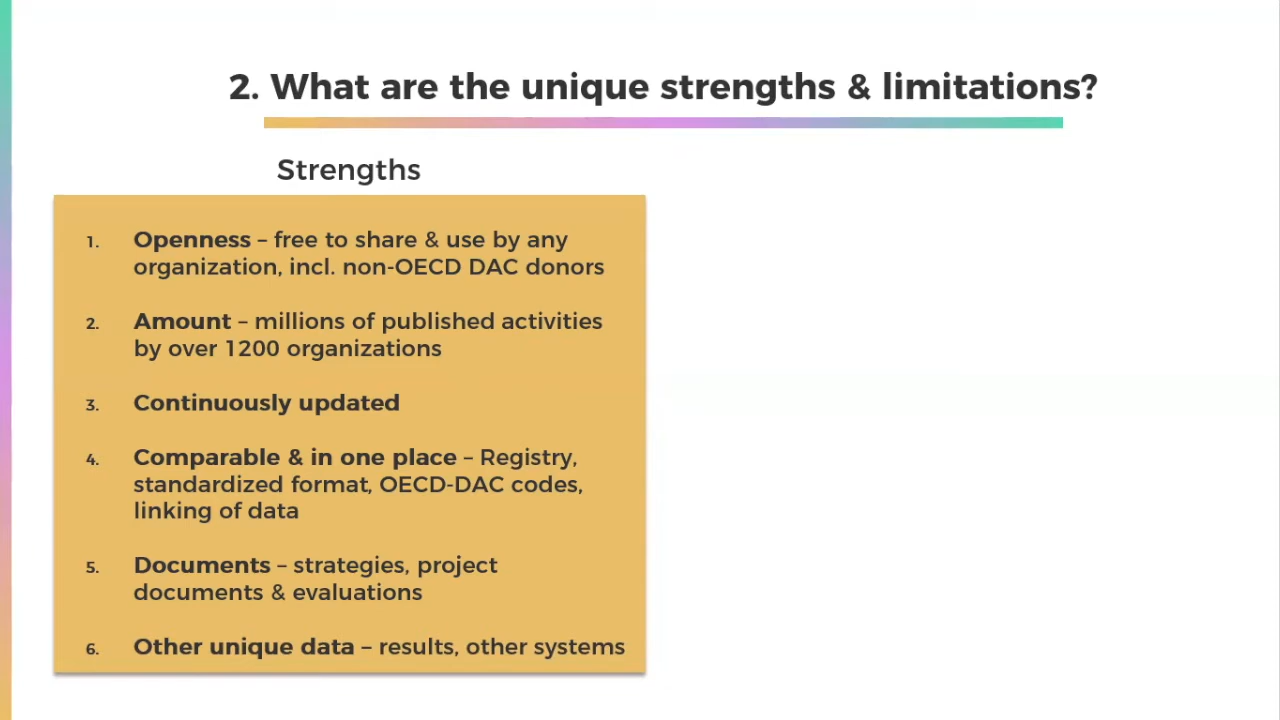 2. What are the unique strengths & limitations?
Strengths
1. Openness – free to share & use by any
organization, incl. non-OECD DAC donors
2. Amount – millions of published activities
by over 1200 organizations
3. Continuously updated
4. Comparable & in one place – Registry,
standardized format, OECD-DAC codes,
linking of data
5. Documents – strategies, project
documents & evaluations
6. Other unique data – results, other systems